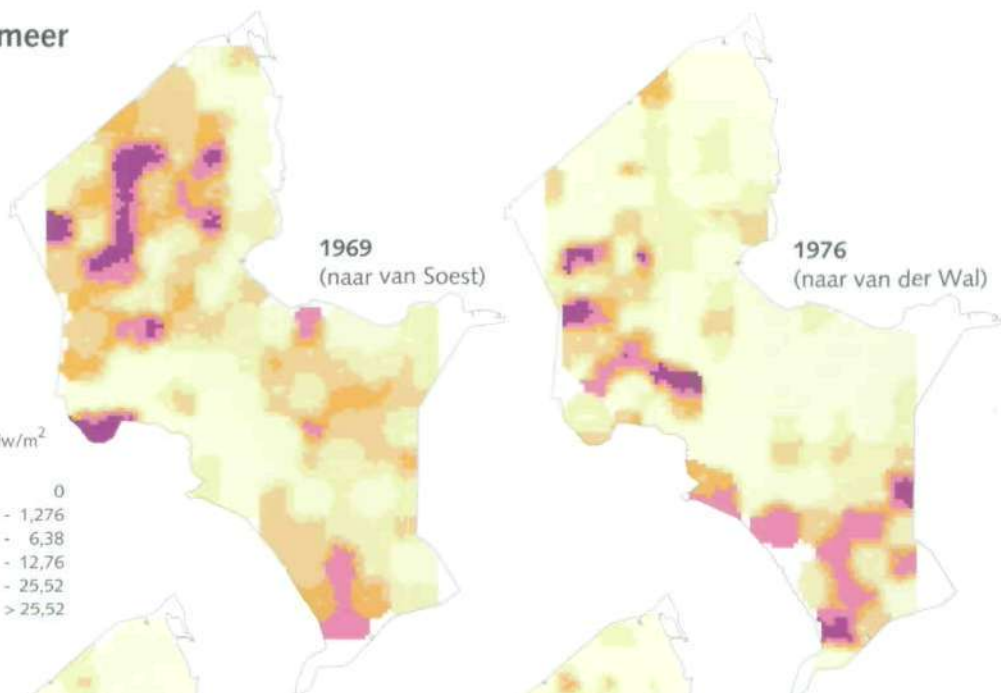 meer
1969
(naar van Soest)
1976
(naar van der Wal)
w/m²
0
- 1,276
- 6,38
- 12,76
- 25,52
> 25,52